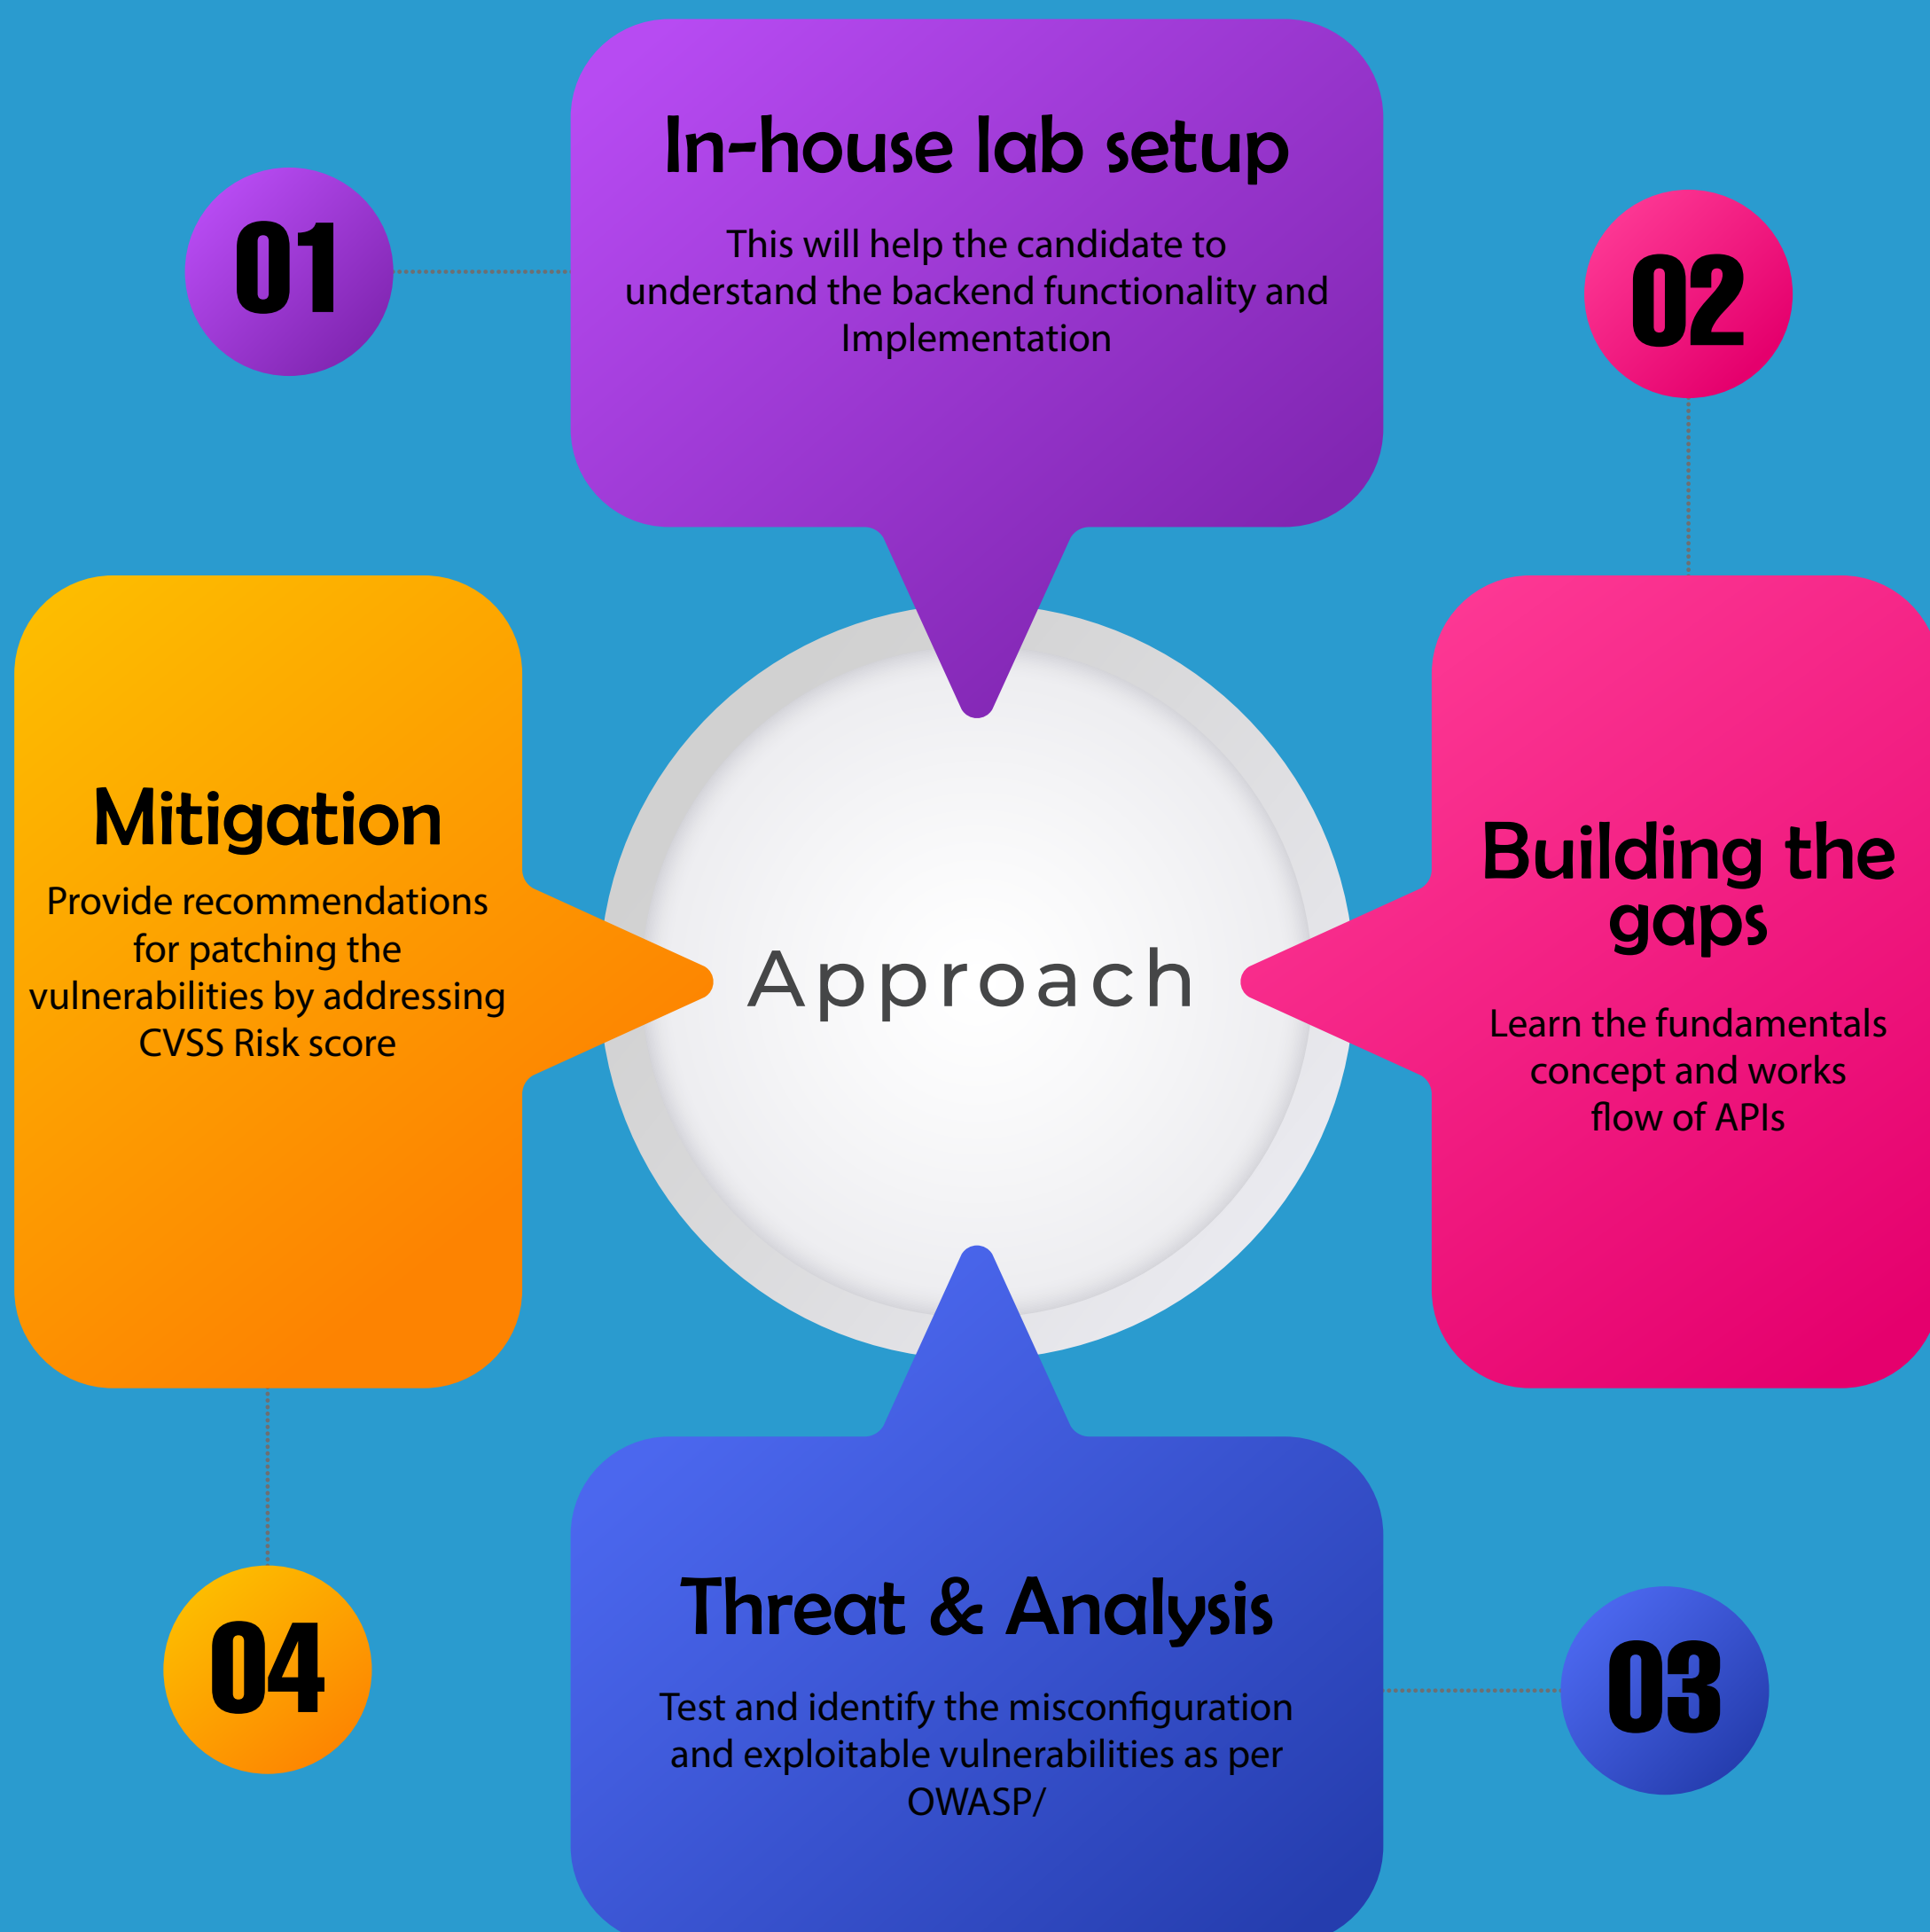 01
In-house lab setup
This will help the candidate to
understand the backend functionality and
Implementation
02
Building the
gaps
Learn the fundamentals
concept and works
flow of APIs
Approach
03
Threat & Analysis
Test and identify the misconfiguration
and exploitable vulnerabilities as per
OWASP/
04
Mitigation
Provide recommendations
for patching the
vulnerabilities by addressing
CVSS Risk score